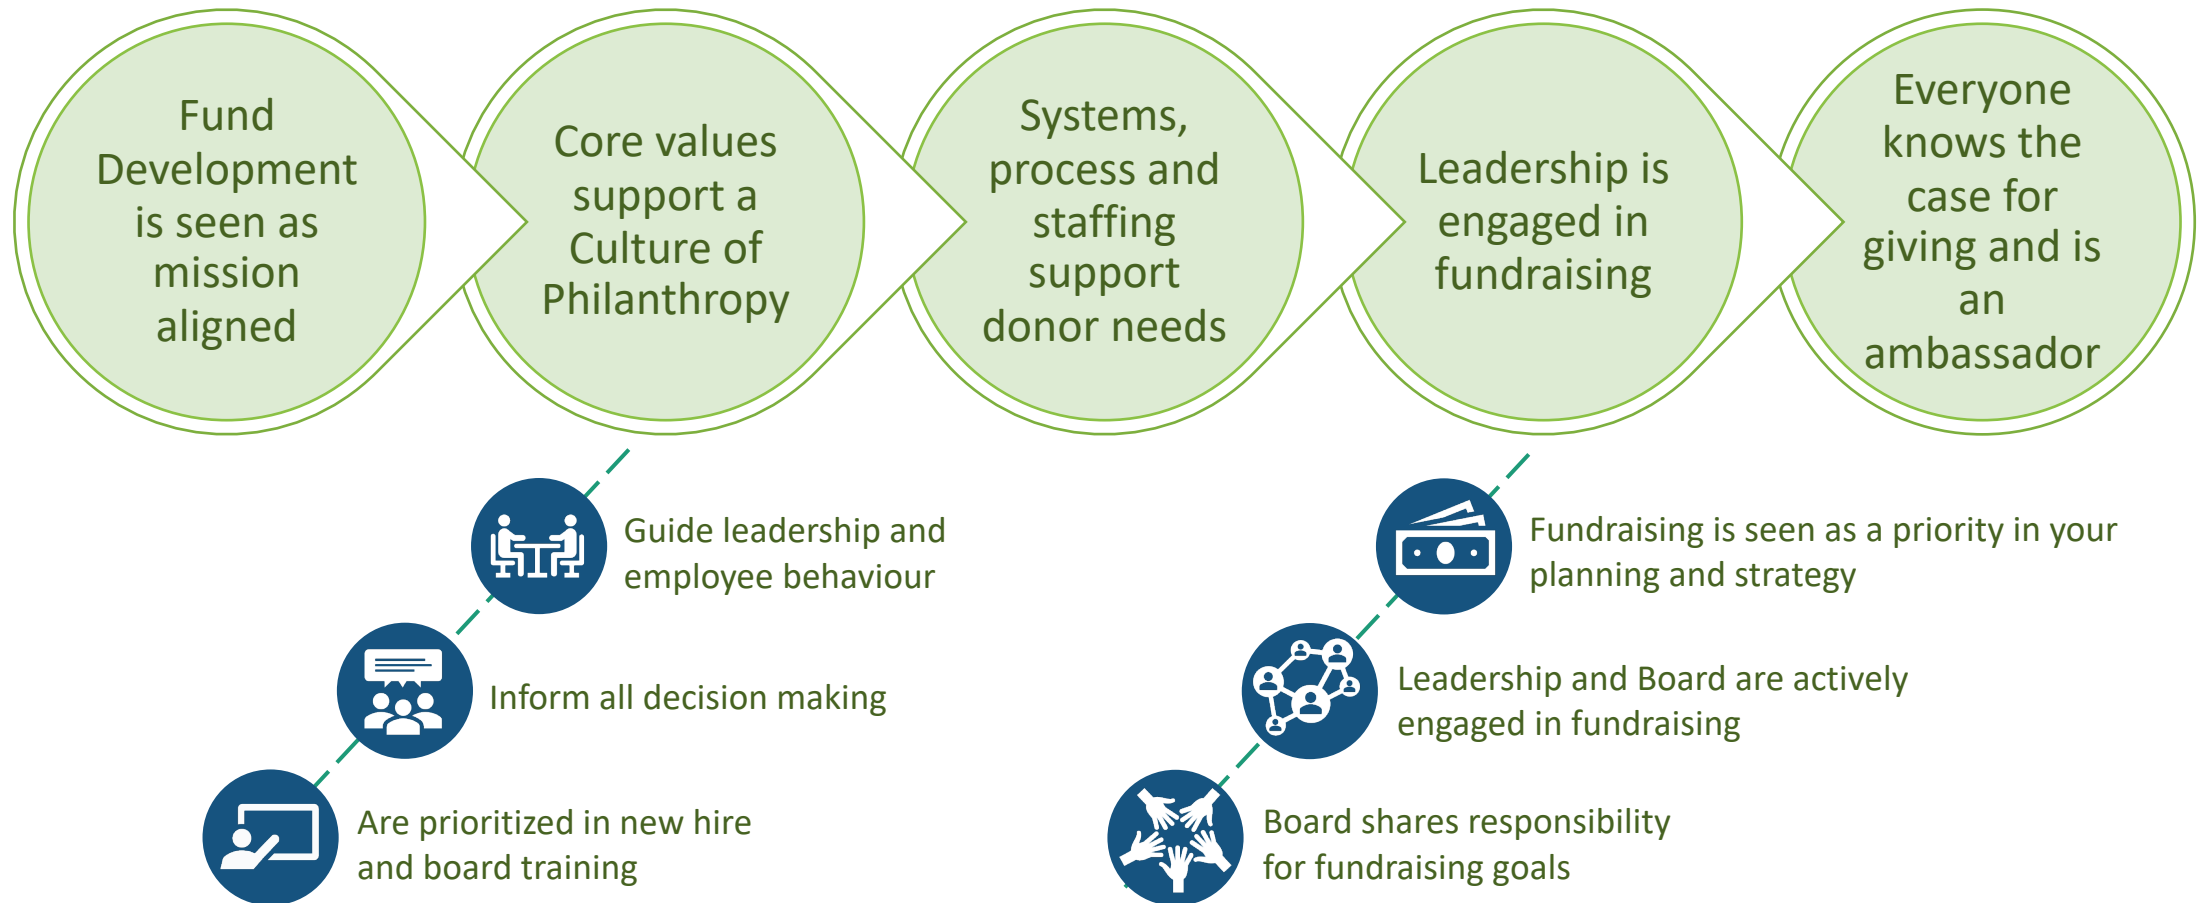 Fund
Development
is seen as
mission
aligned
Core values
support a
Culture of
Philanthropy
Systems,
process and
staffing
support
donor needs
Leadership is
engaged in
fundraising
Everyone
knows the
case for
giving and is
an
ambassador
Guide leadership and
employee behaviour
Inform all decision making
Are prioritized in new hire
and board training
Fundraising is seen as a priority in your
planning and strategy
Leadership and Board are actively
engaged in fundraising
Board shares responsibility
for fundraising goals